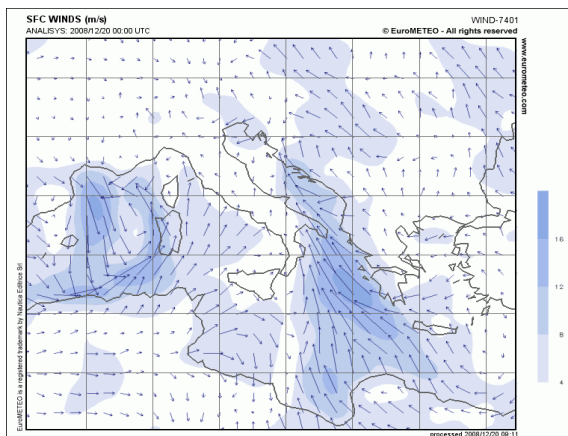 SFC WINDS (m/s)
WIND-7401
ANALISYS: 2008/12/20 00:00 UTC
© EuroMETEO - All rights reserved
www.eurometeo.com
EuroMETEO is a registered trademark by Nautica Editrice Srl
16
12
8
4
processed 2008/12/20 09:11